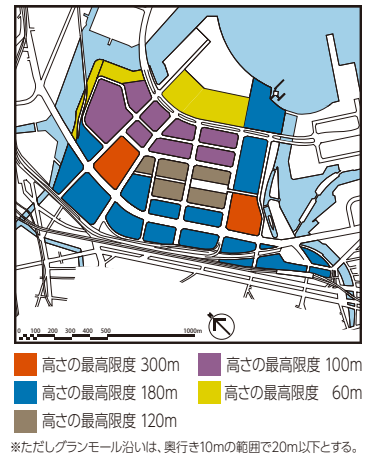 0 100 200 300 400 500 1000m
高さの最高限度 300m
高さの最高限度 100m
高さの最高限度 180m
高さの最高限度 60m
高さの最高限度 120m
※ただしグランモール沿いは、奥行き10mの範囲で20m以下とする。